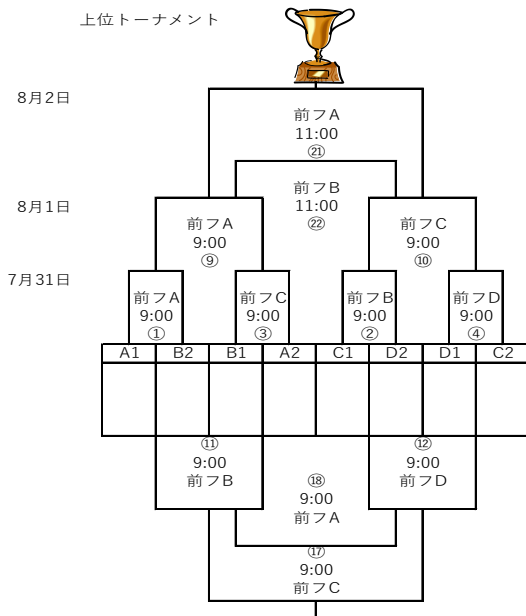 上位トーナメント
8月2日
前フA
11:00
㉑
前フB
11:00
㉒
8月1日
前フA
9:00
⑨
前フC
9:00
⑩
7月31日
前フA
9:00
①
前フC
9:00
③
前フB
9:00
②
前フD
9:00
④
A1 B2 B1 A2 C1 D2 D1 C2
⑪
9:00
前フB
⑫
9:00
前フD
⑱
9:00
前フA
⑰
9:00
前フC